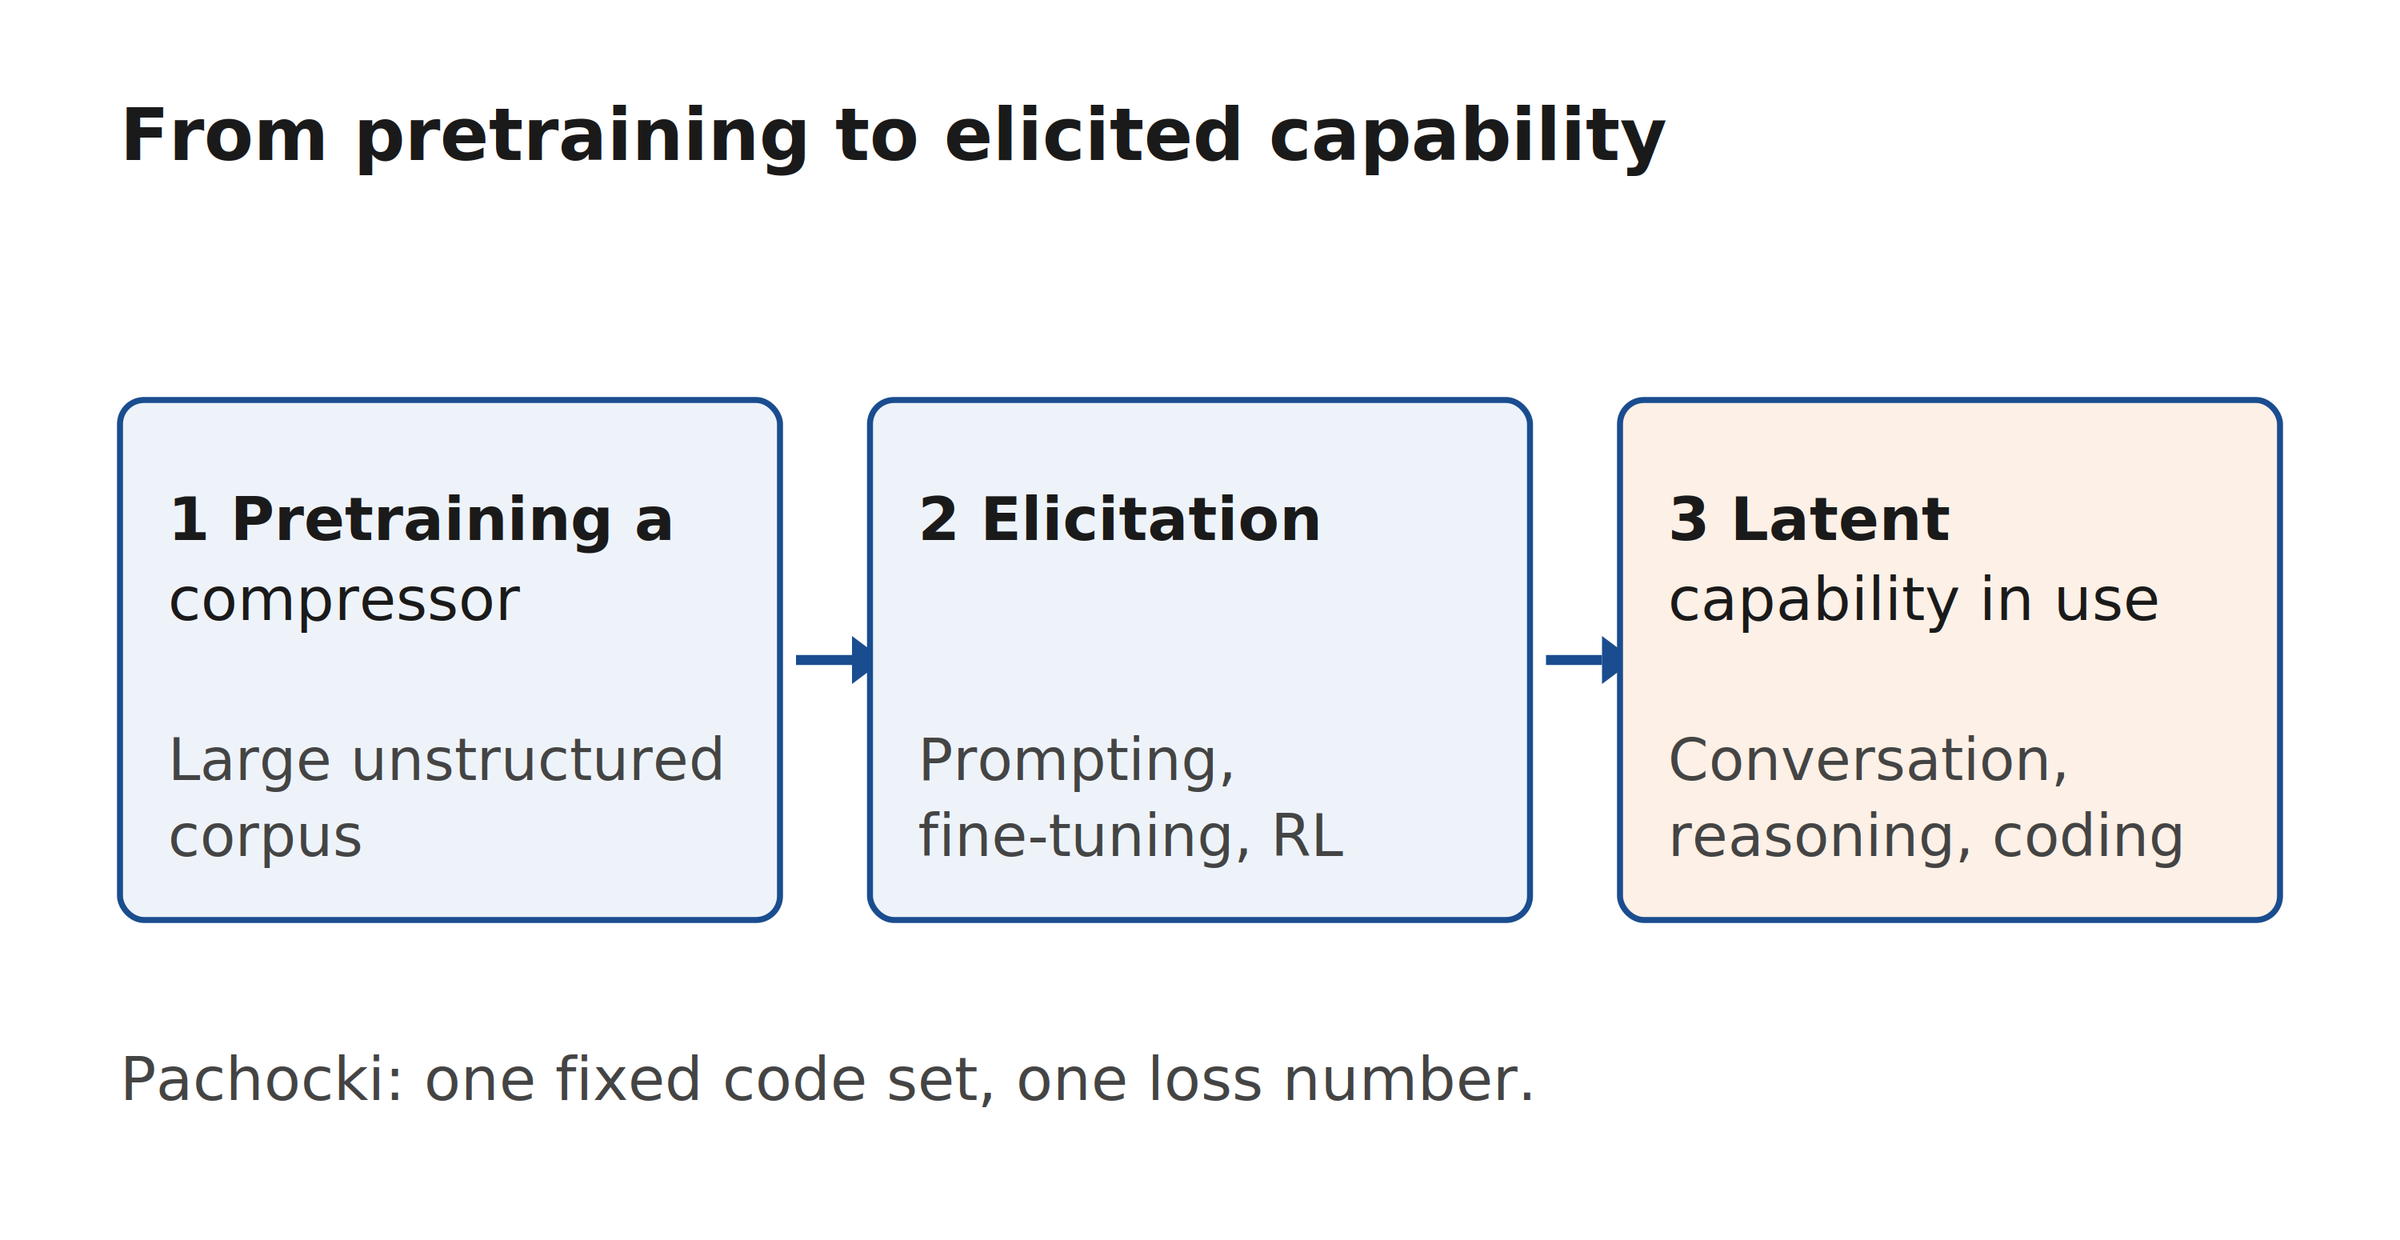 From pretraining to elicited capability
1 Pretraining a
compressor
Large unstructured
corpus
2 Elicitation
Prompting,
fine-tuning, RL
3 Latent
capability in use
Conversation,
reasoning, coding
Pachocki: one fixed code set, one loss number.